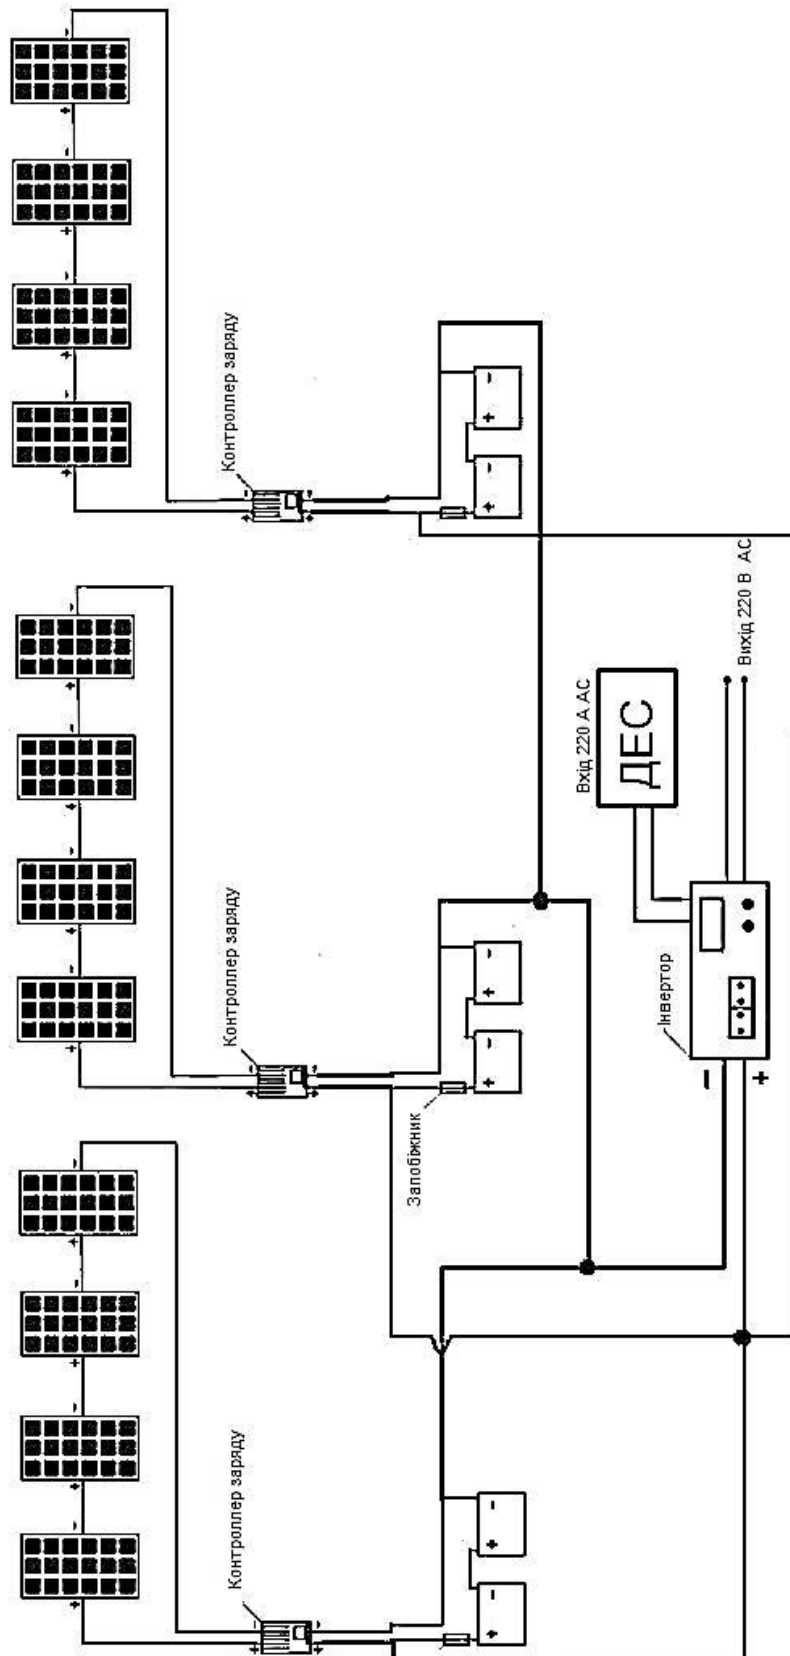 Контроллер заряду
Контроллер заряду
Контроллер заряду
Запобіжник
Вхід 220 А АС
ДЕС
Вихід 220 В АС
Інвертор
− +